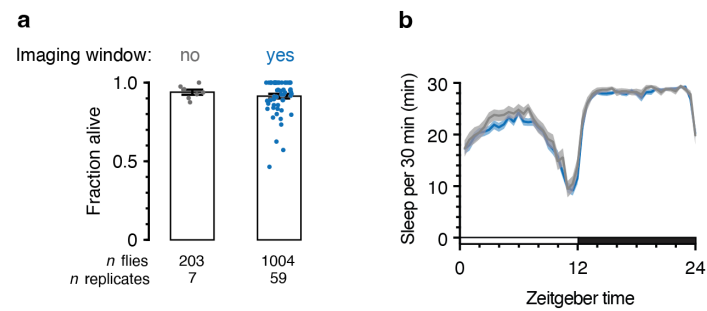 a
Imaging window: no yes
Fraction alive
1.0
0.5
0
n flies 203 1004
n replicates 7 59
b
Sleep per 30 min (min)
30
20
10
0
0 12 24
Zeitgeber time